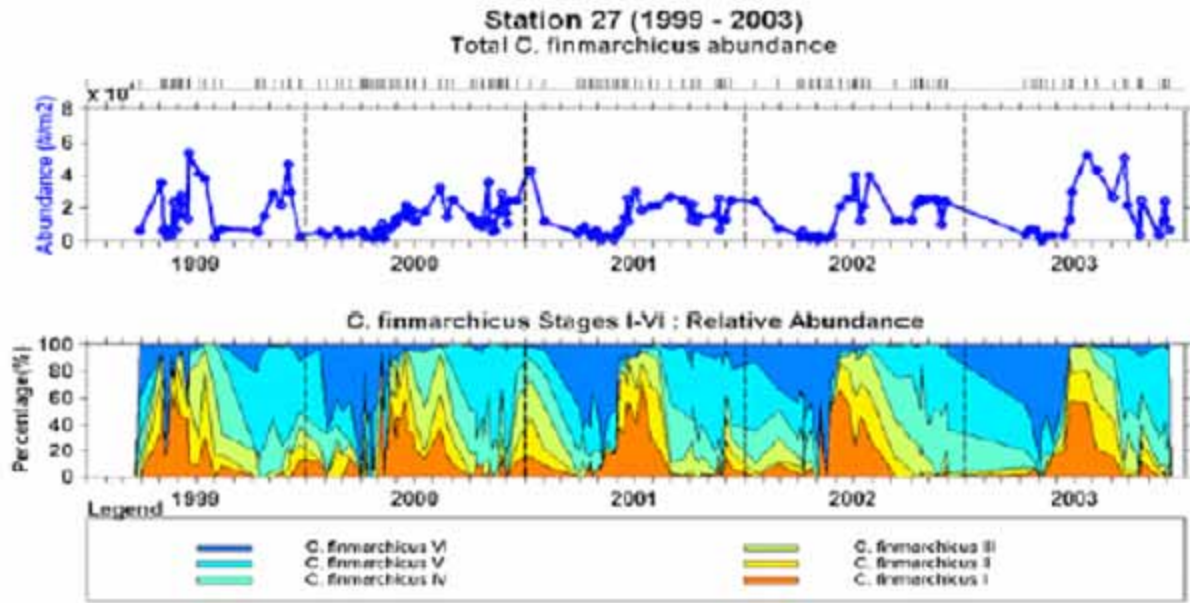 Station 27 (1999 - 2003)
Total C. finmarchicus abundance
x 10⁴
8
6
4
2
0
Abundance (#/m2)
1999 2000 2001 2002 2003
C. finmarchicus Stages I-VI : Relative Abundance
100
80
60
40
20
0
Percentage(%)
1999 2000 2001 2002 2003
Legend
C. finmarchicus VI C. finmarchicus III
C. finmarchicus V C. finmarchicus II
C. finmarchicus IV C. finmarchicus I